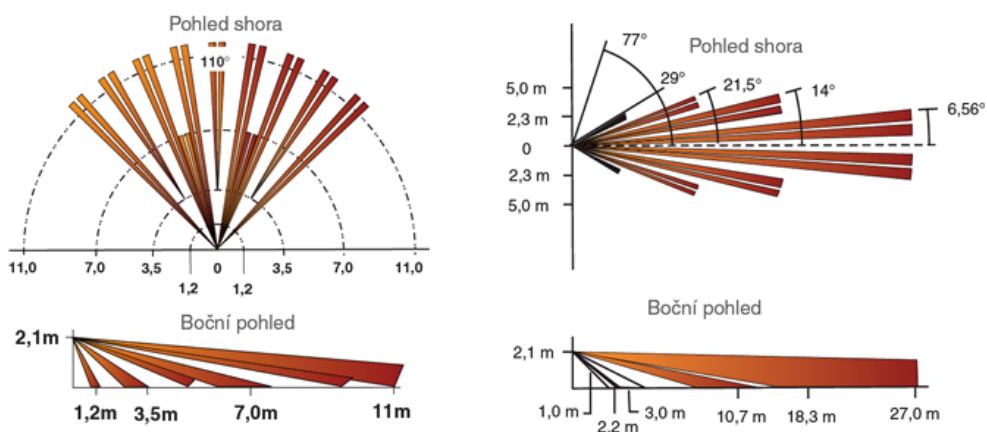 Pohled shora
110°
11,0 7,0 3,5 0 3,5 7,0 11,0
1,2 1,2
Boční pohled
2,1m
1,2m 3,5m 7,0m 11m
Pohled shora
77°
29°
21,5°
14°
6,56°
5,0 m
2,3 m
0
2,3 m
5,0 m
Boční pohled
2,1 m
1,0 m 2,2 m 3,0 m 10,7 m 18,3 m 27,0 m